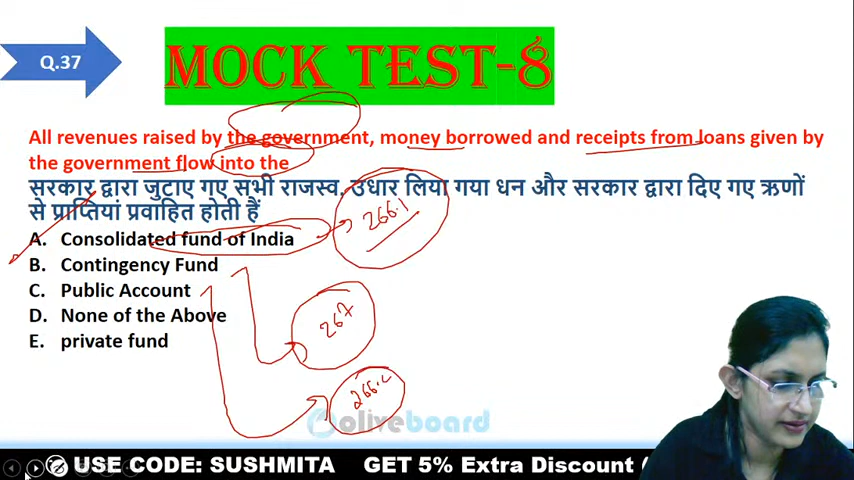 Q.37
MOCK TEST-8
All revenues raised by the government, money borrowed and receipts from loans given by
the government flow into the
सरकार द्वारा जुटाए गए सभी राजस्व, उधार लिया गया धन और सरकार द्वारा दिए गए ऋणों
से प्राप्तियां प्रवाहित होती हैं
A. Consolidated fund of India
266.1
B. Contingency Fund
C. Public Account
267
D. None of the Above
E. private fund
oliveboard
USE CODE: SUSHMITA GET 5% Extra Discount (